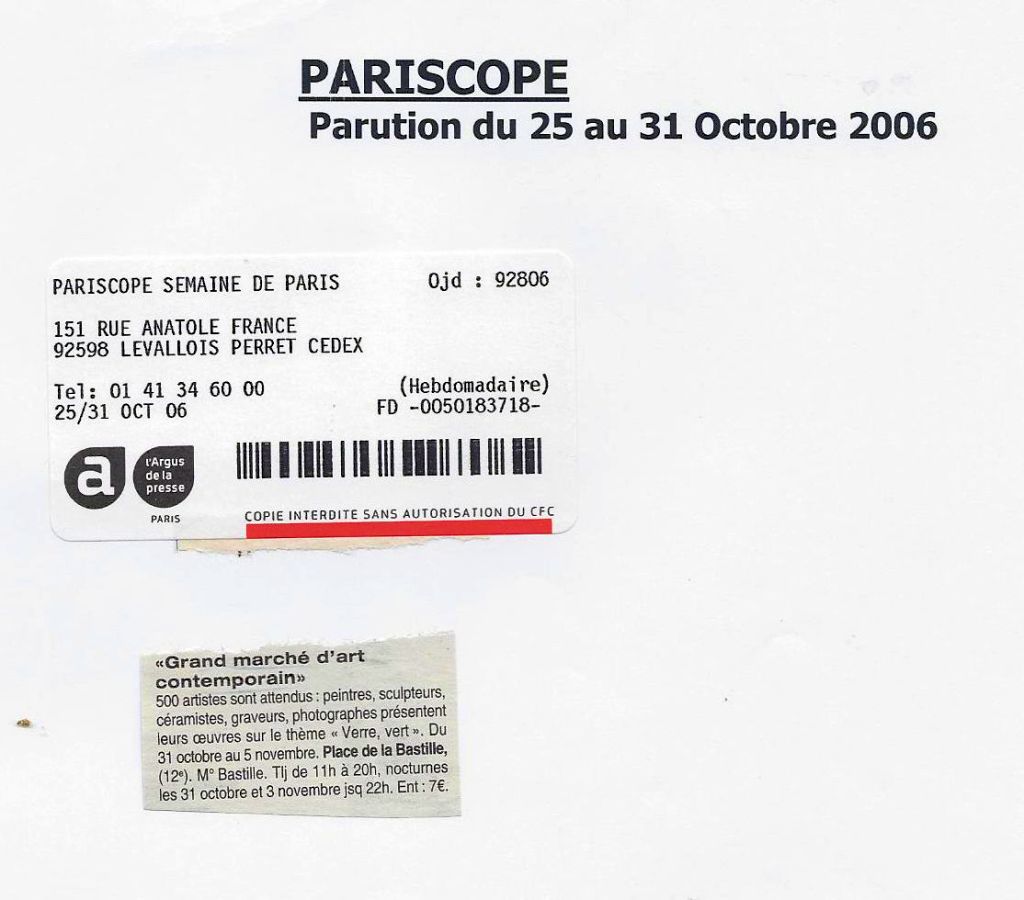 PARISCOPE
Parution du 25 au 31 Octobre 2006
PARISCOPE SEMAINE DE PARIS Ojd : 92806
151 RUE ANATOLE FRANCE
92598 LEVALLOIS PERRET CEDEX
Tel: 01 41 34 60 00 (Hebdomadaire)
25/31 OCT 06 FD -0050183718-
a
l'Argus
de la
presse
PARIS
COPIE INTERDITE SANS AUTORISATION DU CFC
«Grand marché d'art
contemporain»
500 artistes sont attendus : peintres, sculpteurs,
céramistes, graveurs, photographes présentent
leurs œuvres sur le thème « Verre, vert ». Du
31 octobre au 5 novembre. Place de la Bastille,
(12e). M° Bastille. Tlj de 11h à 20h, nocturnes
les 31 octobre et 3 novembre jsq 22h. Ent : 7€.